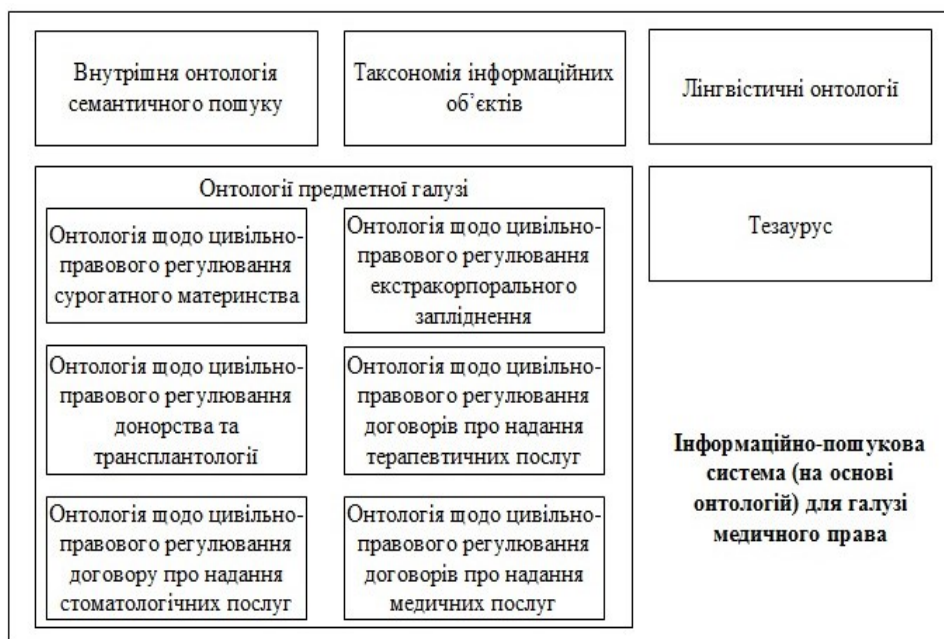 Внутрішня онтологія
семантичного пошуку
Таксономія інформаційних
об’єктів
Лінгвістичні онтології
Онтології предметної галузі
Тезаурус
Онтологія щодо цивільно-
правового регулювання
сурогатного материнства
Онтологія щодо цивільно-
правового регулювання
екстракорпорального
запліднення
Онтологія щодо цивільно-
правового регулювання
донорства та
трансплантології
Онтологія щодо цивільно-
правового регулювання
договорів про надання
терапевтичних послуг
Онтологія щодо цивільно-
правового регулювання
договору про надання
стоматологічних послуг
Онтологія щодо цивільно-
правового регулювання
договорів про надання
медичних послуг
Інформаційно-пошукова
система (на основі
онтологій) для галузі
медичного права